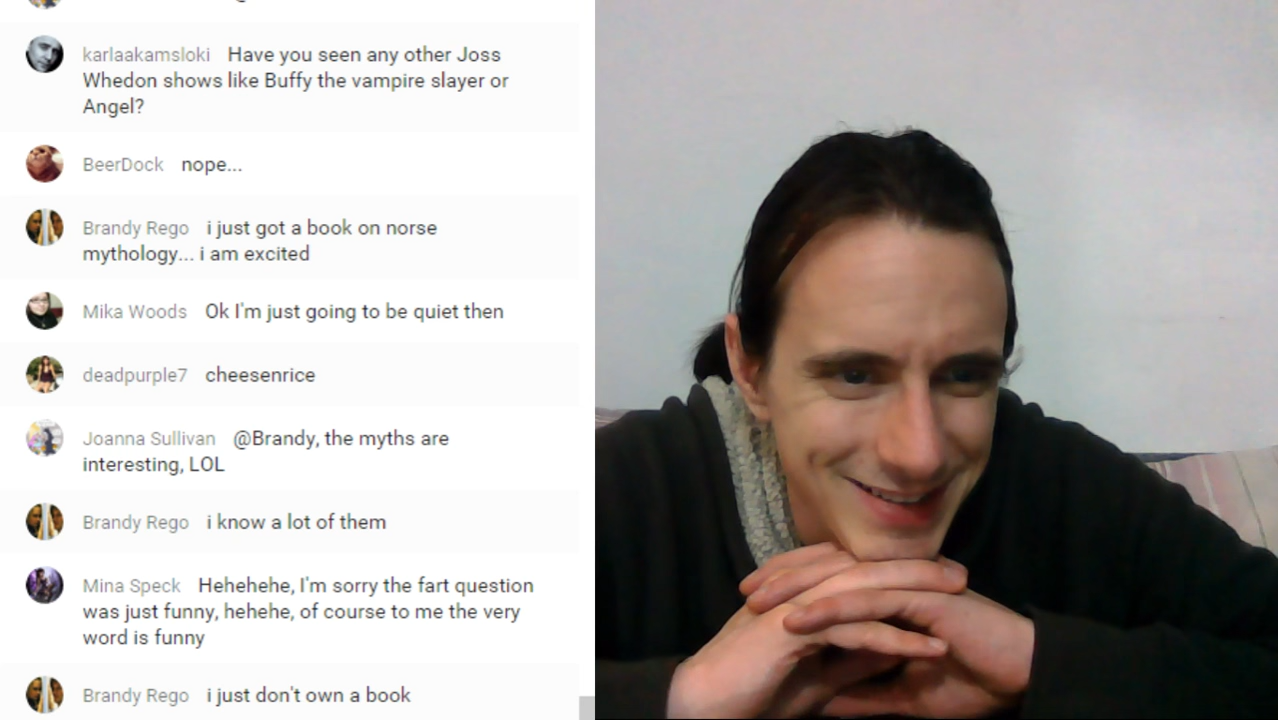 karlaakamsloki Have you seen any other Joss
Whedon shows like Buffy the vampire slayer or
Angel?
BeerDock nope...
Brandy Rego i just got a book on norse
mythology... i am excited
Mika Woods Ok I'm just going to be quiet then
deadpurple7 cheesenrice
Joanna Sullivan @Brandy, the myths are
interesting, LOL
Brandy Rego i know a lot of them
Mina Speck Hehehehe, I'm sorry the fart question
was just funny, hehehe, of course to me the very
word is funny
Brandy Rego i just don't own a book